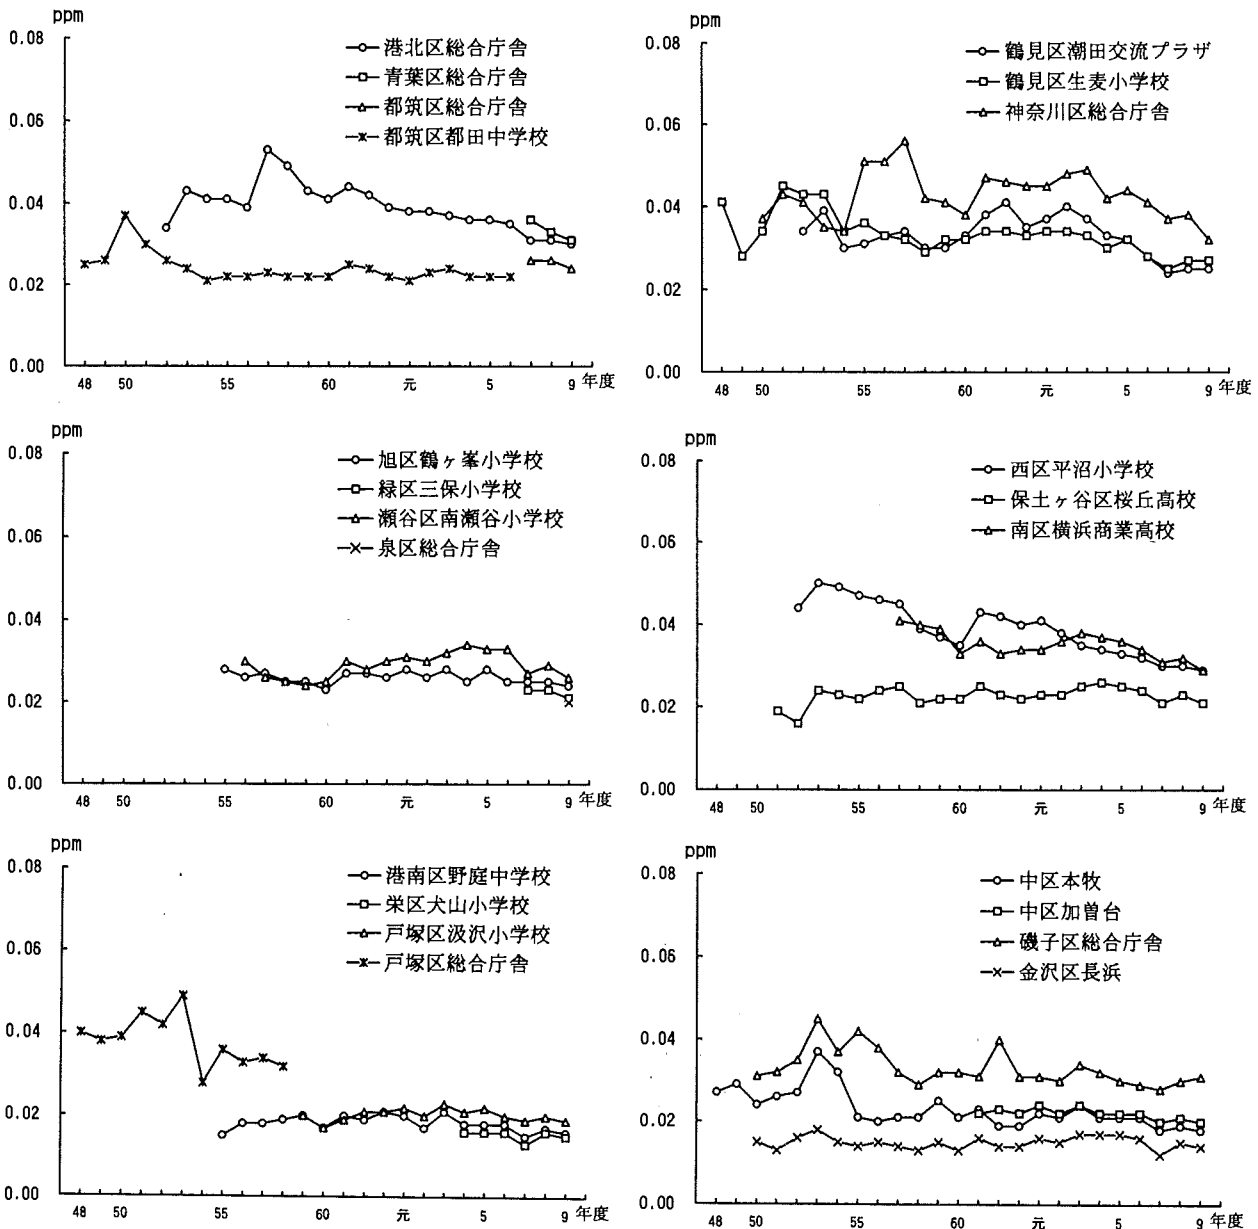 ppm
0.08
0.06
0.04
0.02
0.00
港北区総合庁舎
青葉区総合庁舎
都筑区総合庁舎
都筑区都田中学校
48 50 55 60 元 5 9 年度
ppm
0.08
0.06
0.04
0.02
0.00
鶴見区潮田交流プラザ
鶴見区生麦小学校
神奈川区総合庁舎
48 50 55 60 元 5 9 年度
ppm
0.08
0.06
0.04
0.02
0.00
旭区鶴ヶ峯小学校
緑区三保小学校
瀬谷区南瀬谷小学校
泉区総合庁舎
48 50 55 60 元 5 9 年度
ppm
0.08
0.06
0.04
0.02
0.00
西区平沼小学校
保土ヶ谷区桜丘高校
南区横浜商業高校
48 50 55 60 元 5 9 年度
ppm
0.08
0.06
0.04
0.02
0.00
港南区野庭中学校
栄区犬山小学校
戸塚区汲沢小学校
戸塚区総合庁舎
48 50 55 60 元 5 9 年度
ppm
0.08
0.06
0.04
0.02
0.00
中区本牧
中区加曽台
磯子区総合庁舎
金沢区長浜
48 50 55 60 元 5 9 年度